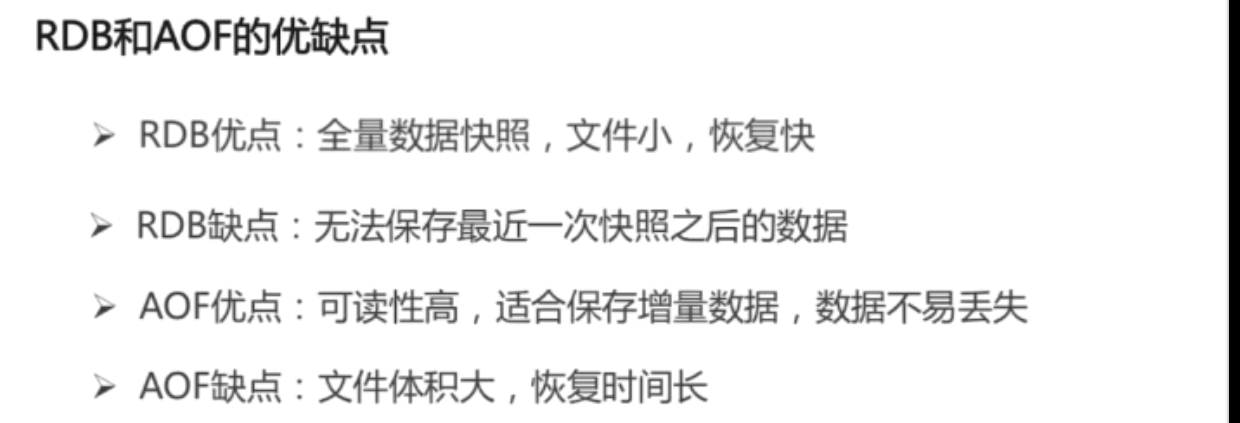 RDB和AOF的优缺点
➢ RDB优点：全量数据快照，文件小，恢复快
➢ RDB缺点：无法保存最近一次快照之后的数据
➢ AOF优点：可读性高，适合保存增量数据，数据不易丢失
➢ AOF缺点：文件体积大，恢复时间长